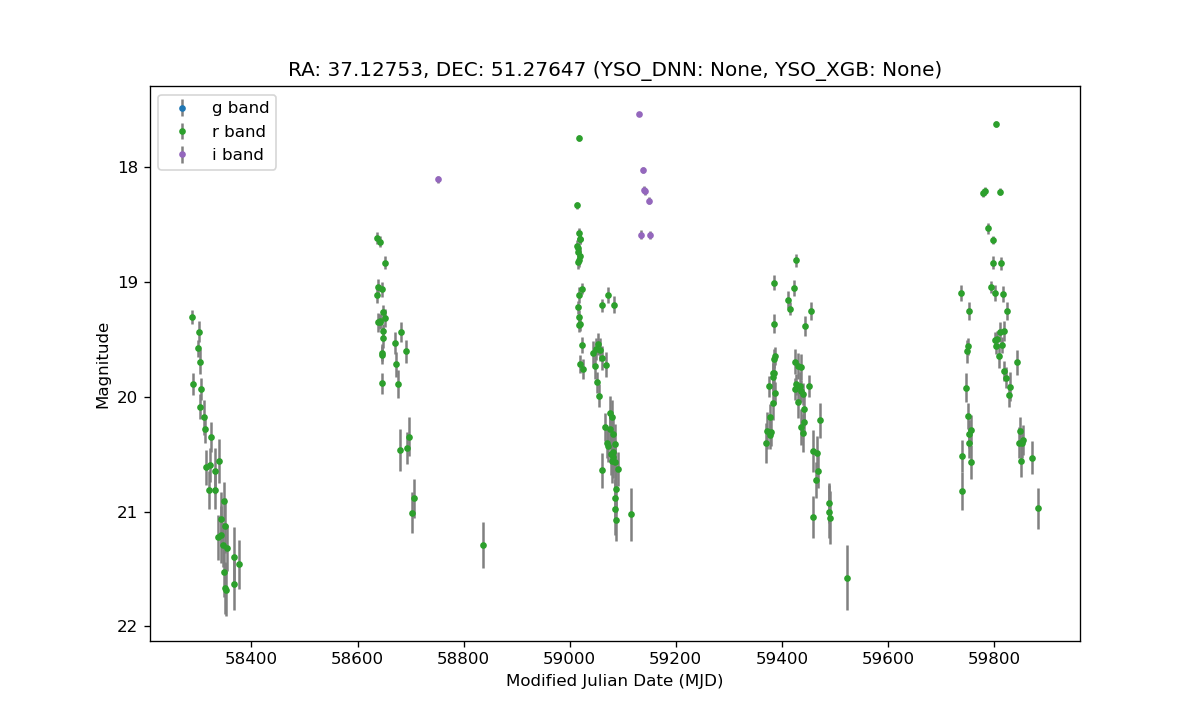 RA: 37.12753, DEC: 51.27647 (YSO_DNN: None, YSO_XGB: None)
g band
r band
i band
18
19
20
21
22
Magnitude
58400 58600 58800 59000 59200 59400 59600 59800
Modified Julian Date (MJD)